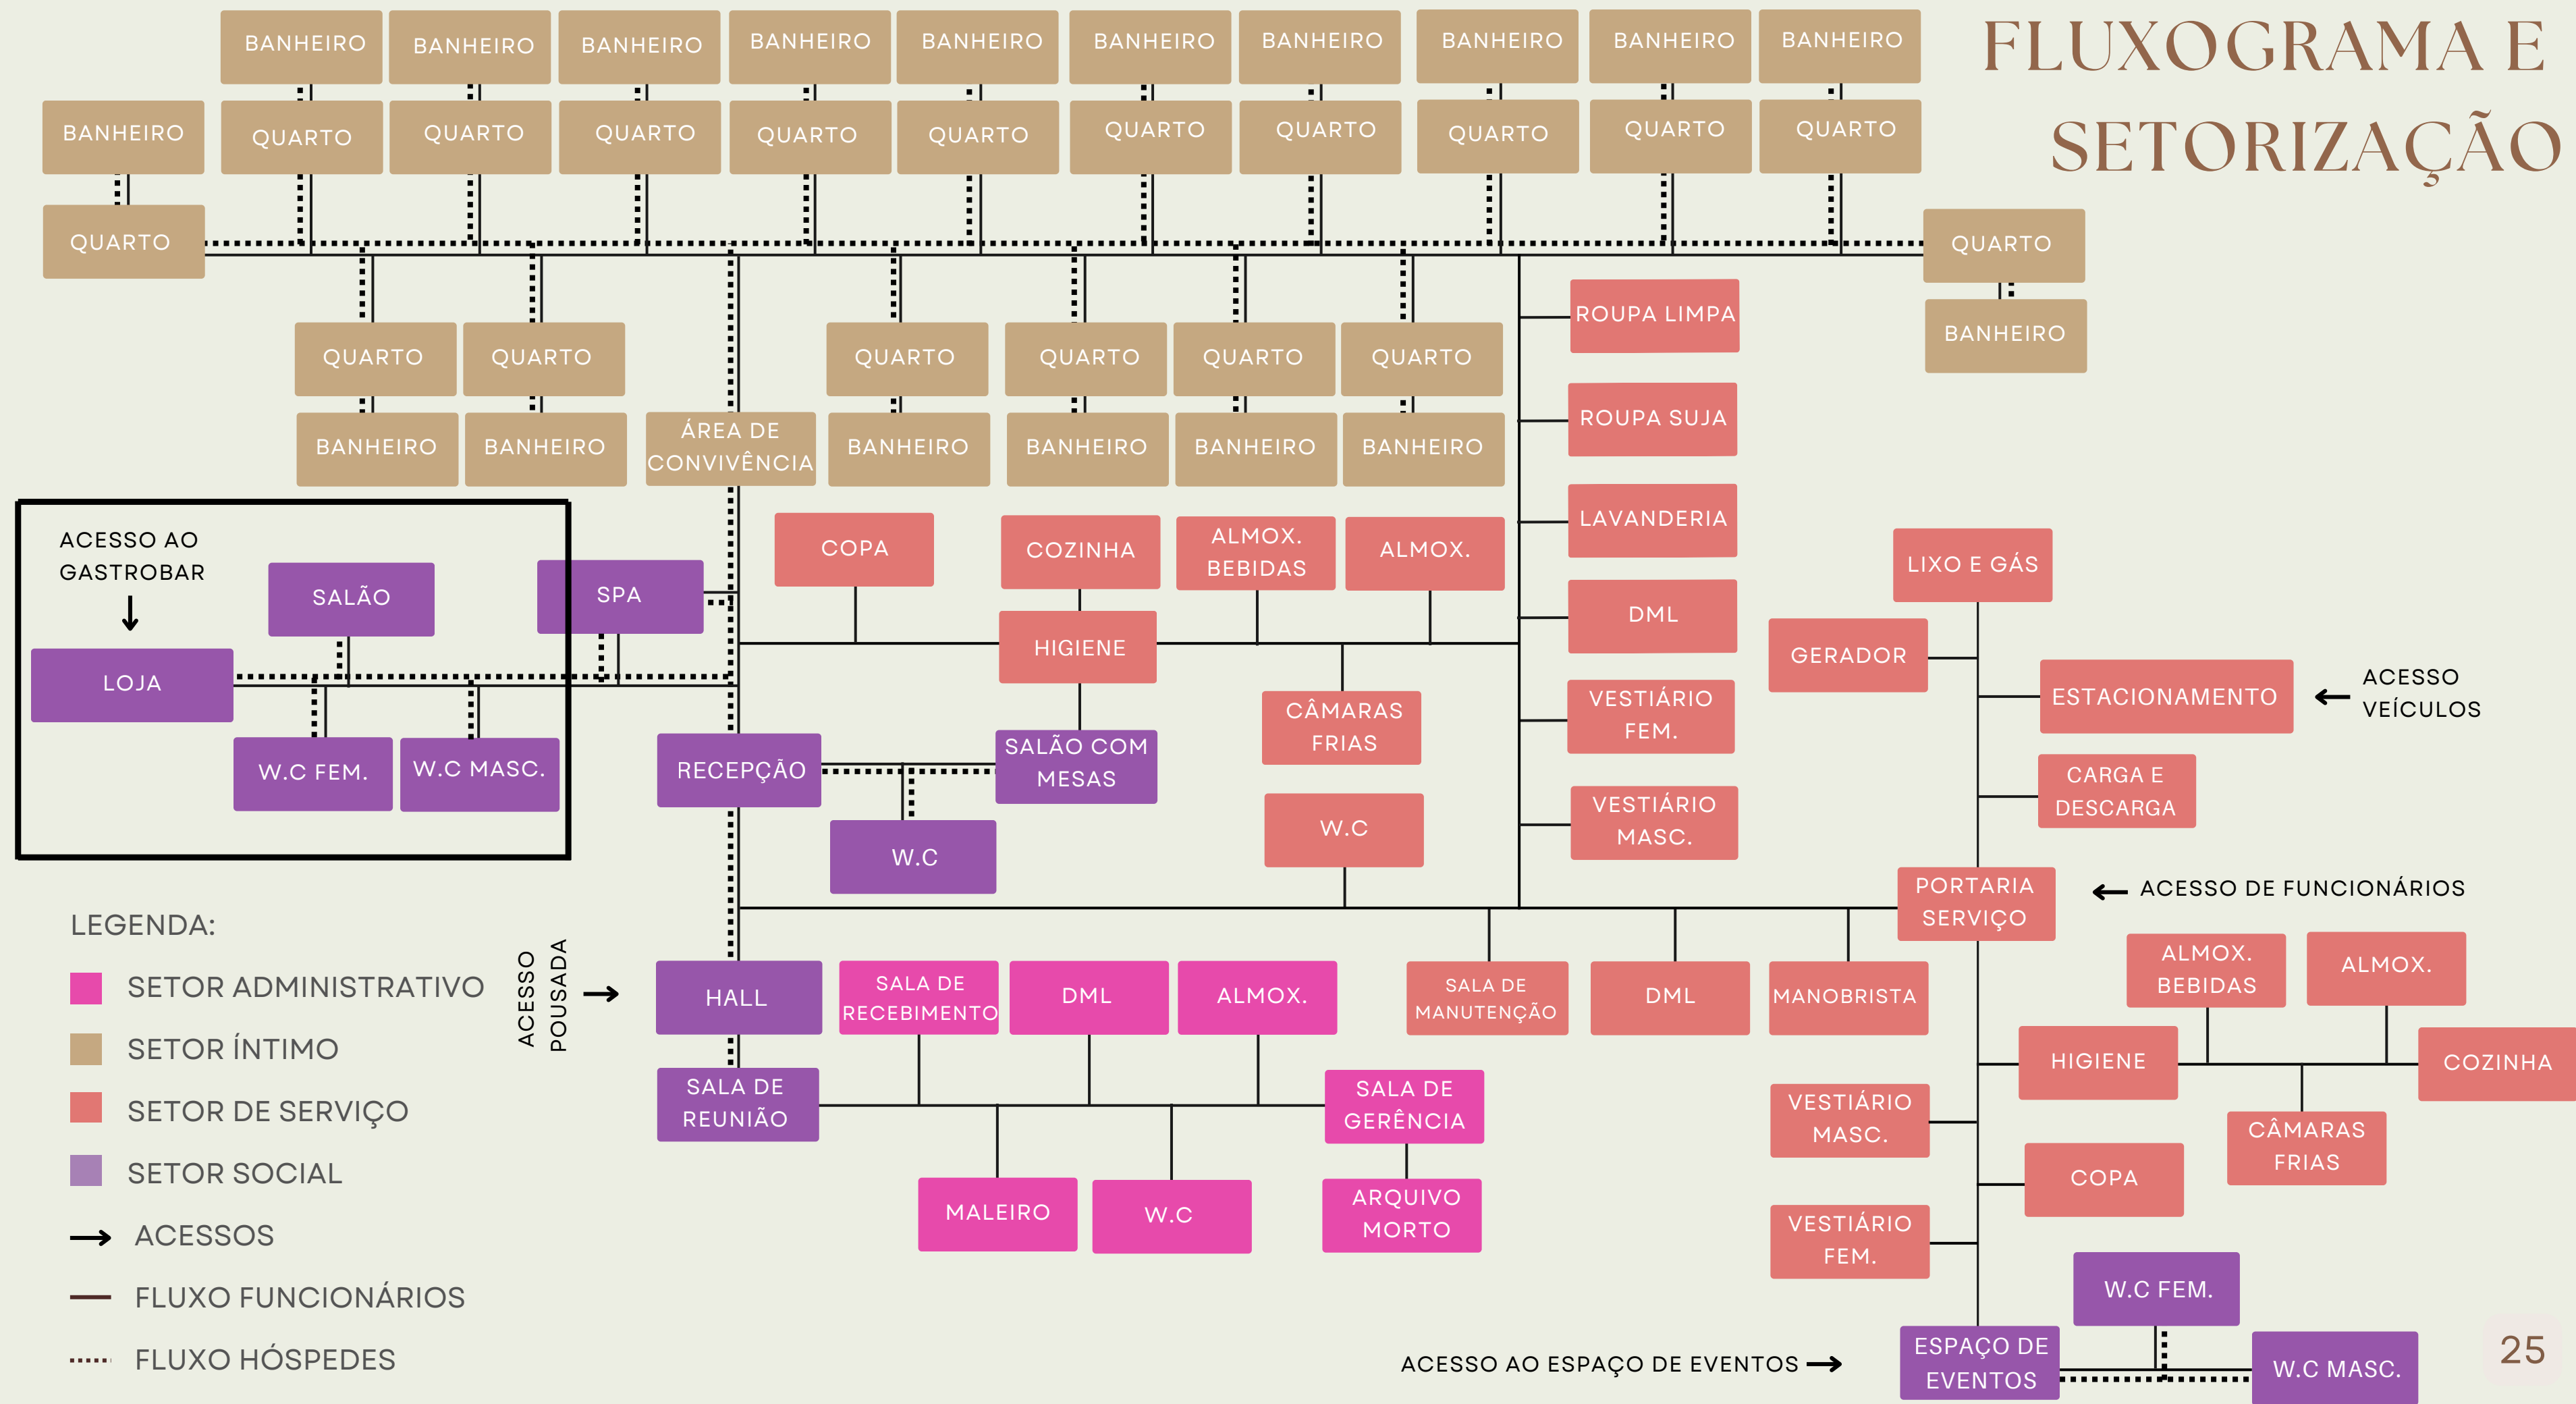 FLUXOGRAMA E
SETORIZAÇÃO
BANHEIRO
BANHEIRO
BANHEIRO
BANHEIRO
BANHEIRO
BANHEIRO
BANHEIRO
BANHEIRO
BANHEIRO
BANHEIRO
BANHEIRO
QUARTO
QUARTO
QUARTO
QUARTO
QUARTO
QUARTO
QUARTO
QUARTO
QUARTO
QUARTO
QUARTO
QUARTO
BANHEIRO
QUARTO
QUARTO
QUARTO
QUARTO
QUARTO
QUARTO
BANHEIRO
BANHEIRO
ÁREA DE
CONVIVÊNCIA
BANHEIRO
BANHEIRO
BANHEIRO
BANHEIRO
ROUPA LIMPA
ROUPA SUJA
LAVANDERIA
DML
VESTIÁRIO
FEM.
VESTIÁRIO
MASC.
ACESSO AO
GASTROBAR
SALÃO
SPA
LOJA
W.C FEM.
W.C MASC.
COPA
COZINHA
ALMOX.
BEBIDAS
ALMOX.
HIGIENE
CÂMARAS
FRIAS
RECEPÇÃO
SALÃO COM
MESAS
W.C
W.C
LIXO E GÁS
GERADOR
ESTACIONAMENTO
ACESSO
VEÍCULOS
CARGA E
DESCARGA
PORTARIA
SERVIÇO
ACESSO DE FUNCIONÁRIOS
ACESSO
POUSADA
HALL
SALA DE
RECEBIMENTO
DML
ALMOX.
SALA DE
MANUTENÇÃO
DML
MANOBRISTA
SALA DE
REUNIÃO
SALA DE
GERÊNCIA
MALEIRO
W.C
ARQUIVO
MORTO
ALMOX.
BEBIDAS
ALMOX.
HIGIENE
COZINHA
CÂMARAS
FRIAS
VESTIÁRIO
MASC.
COPA
VESTIÁRIO
FEM.
W.C FEM.
ACESSO AO ESPAÇO DE EVENTOS
ESPAÇO DE
EVENTOS
W.C MASC.
LEGENDA:
SETOR ADMINISTRATIVO
SETOR ÍNTIMO
SETOR DE SERVIÇO
SETOR SOCIAL
ACESSOS
FLUXO FUNCIONÁRIOS
FLUXO HÓSPEDES
25